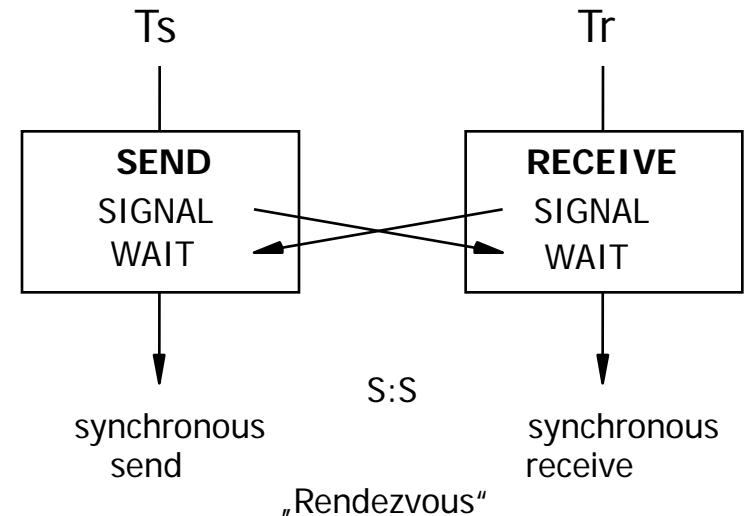 Ts
Tr
SEND
SIGNAL
WAIT
RECEIVE
SIGNAL
WAIT
S:S
synchronous
send
synchronous
receive
„Rendezvous“